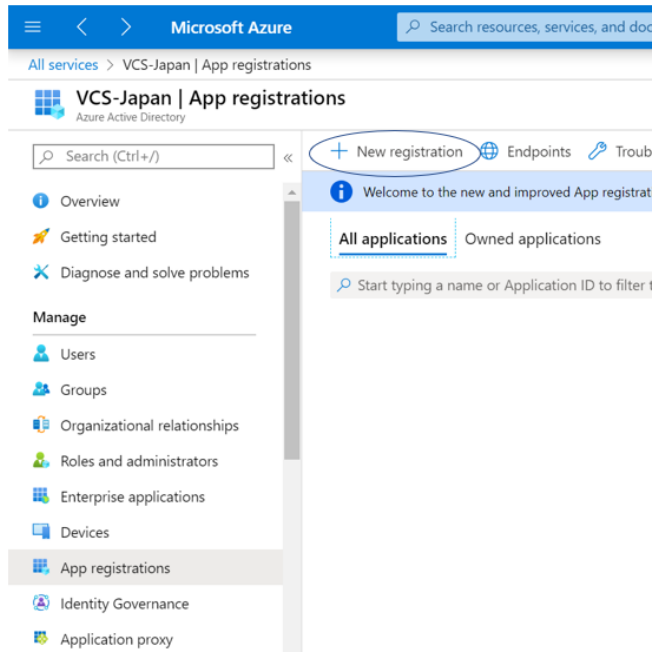 Microsoft Azure
Search resources, services, and doc
All services > VCS-Japan | App registrations
VCS-Japan | App registrations
Azure Active Directory
Search (Ctrl+/)
«
+ New registration
Endpoints
Troub
Overview
Getting started
Diagnose and solve problems
Welcome to the new and improved App registrat
All applications
Owned applications
Start typing a name or Application ID to filter t
Manage
Users
Groups
Organizational relationships
Roles and administrators
Enterprise applications
Devices
App registrations
Identity Governance
Application proxy